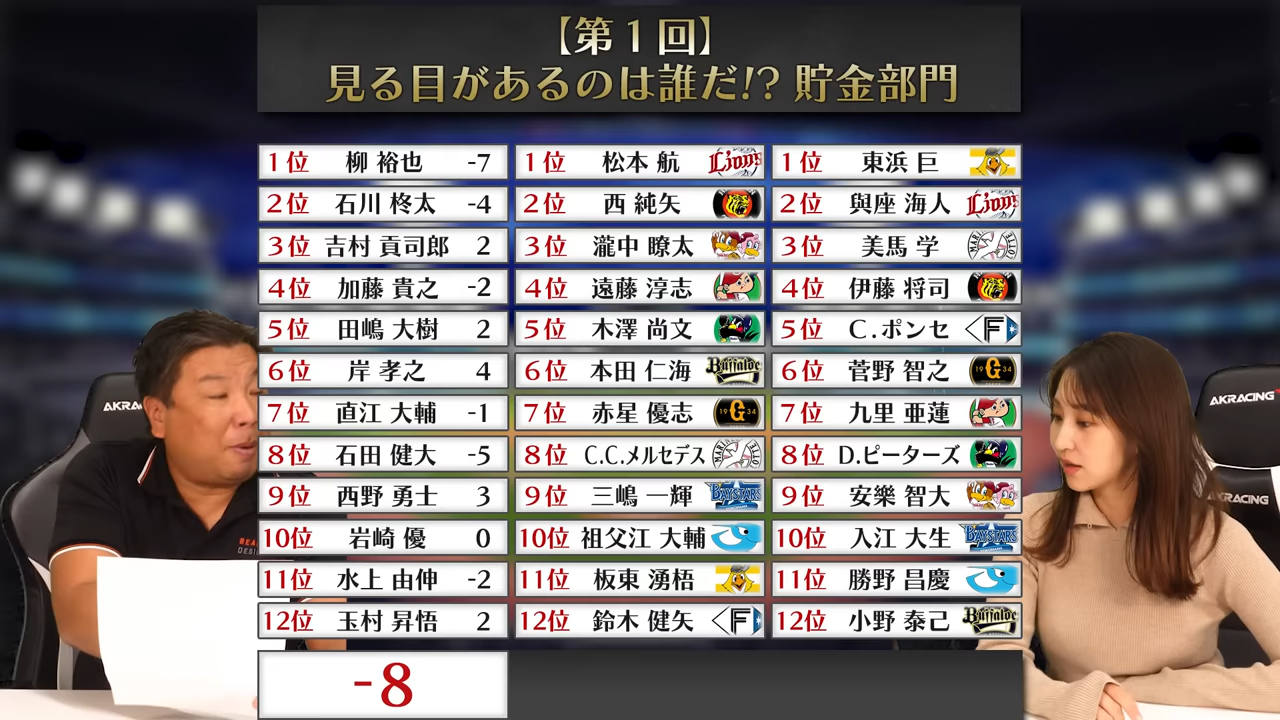 【第1回】
見る目があるのは誰だ!? 貯金部門
1位 柳 裕也 -7
2位 石川 柊太 -4
3位 吉村 貢司郎 2
4位 加藤 貴之 -2
5位 田嶋 大樹 2
6位 岸 孝之 4
7位 直江 大輔 -1
8位 石田 健大 -5
9位 西野 勇士 3
10位 岩崎 優 0
11位 水上 由伸 -2
12位 玉村 昇悟 2
-8
1位 松本 航 Lions
2位 西 純矢
3位 瀧中 瞭太
4位 遠藤 淳志
5位 木澤 尚文
6位 本田 仁海 Buffaloes
7位 赤星 優志 19 G 34
8位 C.C.メルセデス
9位 三嶋 一輝 BAYSTARS
10位 祖父江 大輔
11位 板東 湧梧
12位 鈴木 健矢 F
1位 東浜 巨
2位 與座 海人 Lions
3位 美馬 学
4位 伊藤 将司
5位 C.ポンセ F
6位 菅野 智之 19 G 34
7位 九里 亜蓮
8位 D.ピーターズ
9位 安樂 智大
10位 入江 大生 BAYSTARS
11位 勝野 昌慶
12位 小野 泰己 Buffaloes
AKRA
AKRACING
RACING